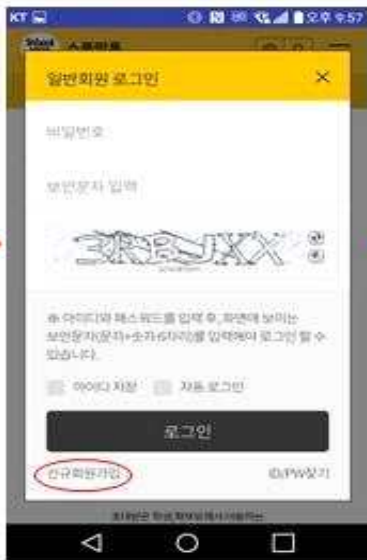 KT 오후 9:57
일반회원 로그인
비밀번호
보안문자 입력
※ 아이디와 패스워드를 입력 후, 화면에 보이는
보안문자(문자+숫자 6자리)를 입력해야 로그인 할 수
있습니다.
아이디 저장 자동 로그인
로그인
신규회원가입 ID/PW찾기